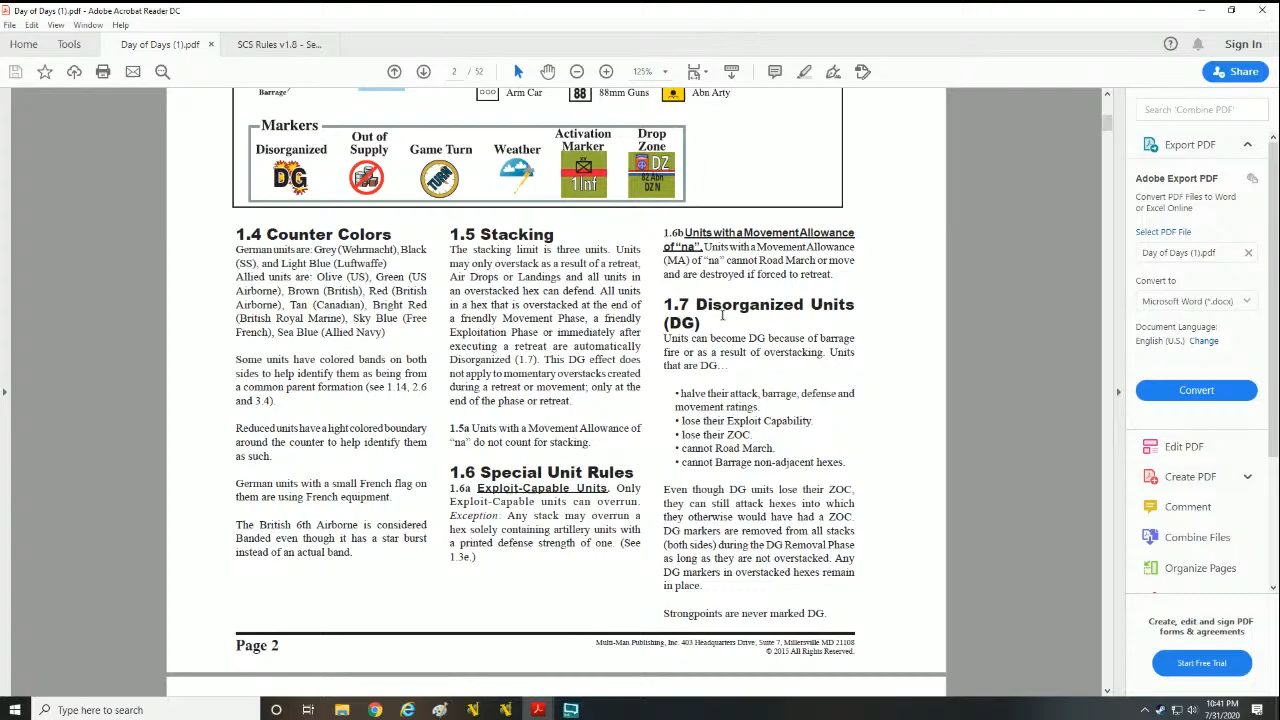 Day of Days (1).pdf - Adobe Acrobat Reader DC
File Edit View Window Help
Home Tools Day of Days (1).pdf × SCS Rules v1.8 - Se... Sign In
2 / 52 125% Share
Barrage Arm Car 88 88mm Guns Abn Arty
Markers
Disorganized
Out of
Supply
Game Turn
Weather
Activation
Marker
Drop
Zone
DG
TURN
1 Inf
DZ
82 Abn
DZ N
1.4 Counter Colors
German units are: Grey (Wehrmacht), Black
(SS), and Light Blue (Luftwaffe)
Allied units are: Olive (US), Green (US
Airborne), Brown (British), Red (British
Airborne), Tan (Canadian), Bright Red
(British Royal Marine), Sky Blue (Free
French), Sea Blue (Allied Navy)
Some units have colored bands on both
sides to help identify them as being from
a common parent formation (see 1.14, 2.6
and 3.4).
Reduced units have a light colored boundary
around the counter to help identify them
as such.
German units with a small French flag on
them are using French equipment.
The British 6th Airborne is considered
Banded even though it has a star burst
instead of an actual band.
1.5 Stacking
The stacking limit is three units. Units
may only overstack as a result of a retreat,
Air Drops or Landings and all units in
an overstacked hex can defend. All units
in a hex that is overstacked at the end of
a friendly Movement Phase, a friendly
Exploitation Phase or immediately after
executing a retreat are automatically
Disorganized (1.7). This DG effect does
not apply to momentary overstacks created
during a retreat or movement; only at the
end of the phase or retreat.
1.5a Units with a Movement Allowance of
“na” do not count for stacking.
1.6 Special Unit Rules
1.6a Exploit-Capable Units. Only
Exploit-Capable units can overrun.
Exception: Any stack may overrun a
hex solely containing artillery units with
a printed defense strength of one. (See
1.3e.)
1.6b Units with a Movement Allowance
of “na”. Units with a Movement Allowance
(MA) of “na” cannot Road March or move
and are destroyed if forced to retreat.
1.7 Disorganized Units
(DG)
Units can become DG because of barrage
fire or as a result of overstacking. Units
that are DG…
• halve their attack, barrage, defense and
movement ratings.
• lose their Exploit Capability.
• lose their ZOC.
• cannot Road March.
• cannot Barrage non-adjacent hexes.
Even though DG units lose their ZOC,
they can still attack hexes into which
they otherwise would have had a ZOC.
DG markers are removed from all stacks
(both sides) during the DG Removal Phase
as long as they are not overstacked. Any
DG markers in overstacked hexes remain
in place.
Strongpoints are never marked DG.
Page 2
Multi-Man Publishing, Inc. 403 Headquarters Drive, Suite 7, Millersville MD 21108
© 2015 All Rights Reserved.
Search 'Combine PDF'
Export PDF
Adobe Export PDF
Convert PDF Files to Word
or Excel Online
Select PDF File
Day of Days (1).pdf ×
Convert to
Microsoft Word (*.docx)
Document Language:
English (U.S.) Change
Convert
Edit PDF
Create PDF
Comment
Combine Files
Organize Pages
Create, edit and sign PDF
forms & agreements
Start Free Trial
Type here to search
10:41 PM
7/31/2020